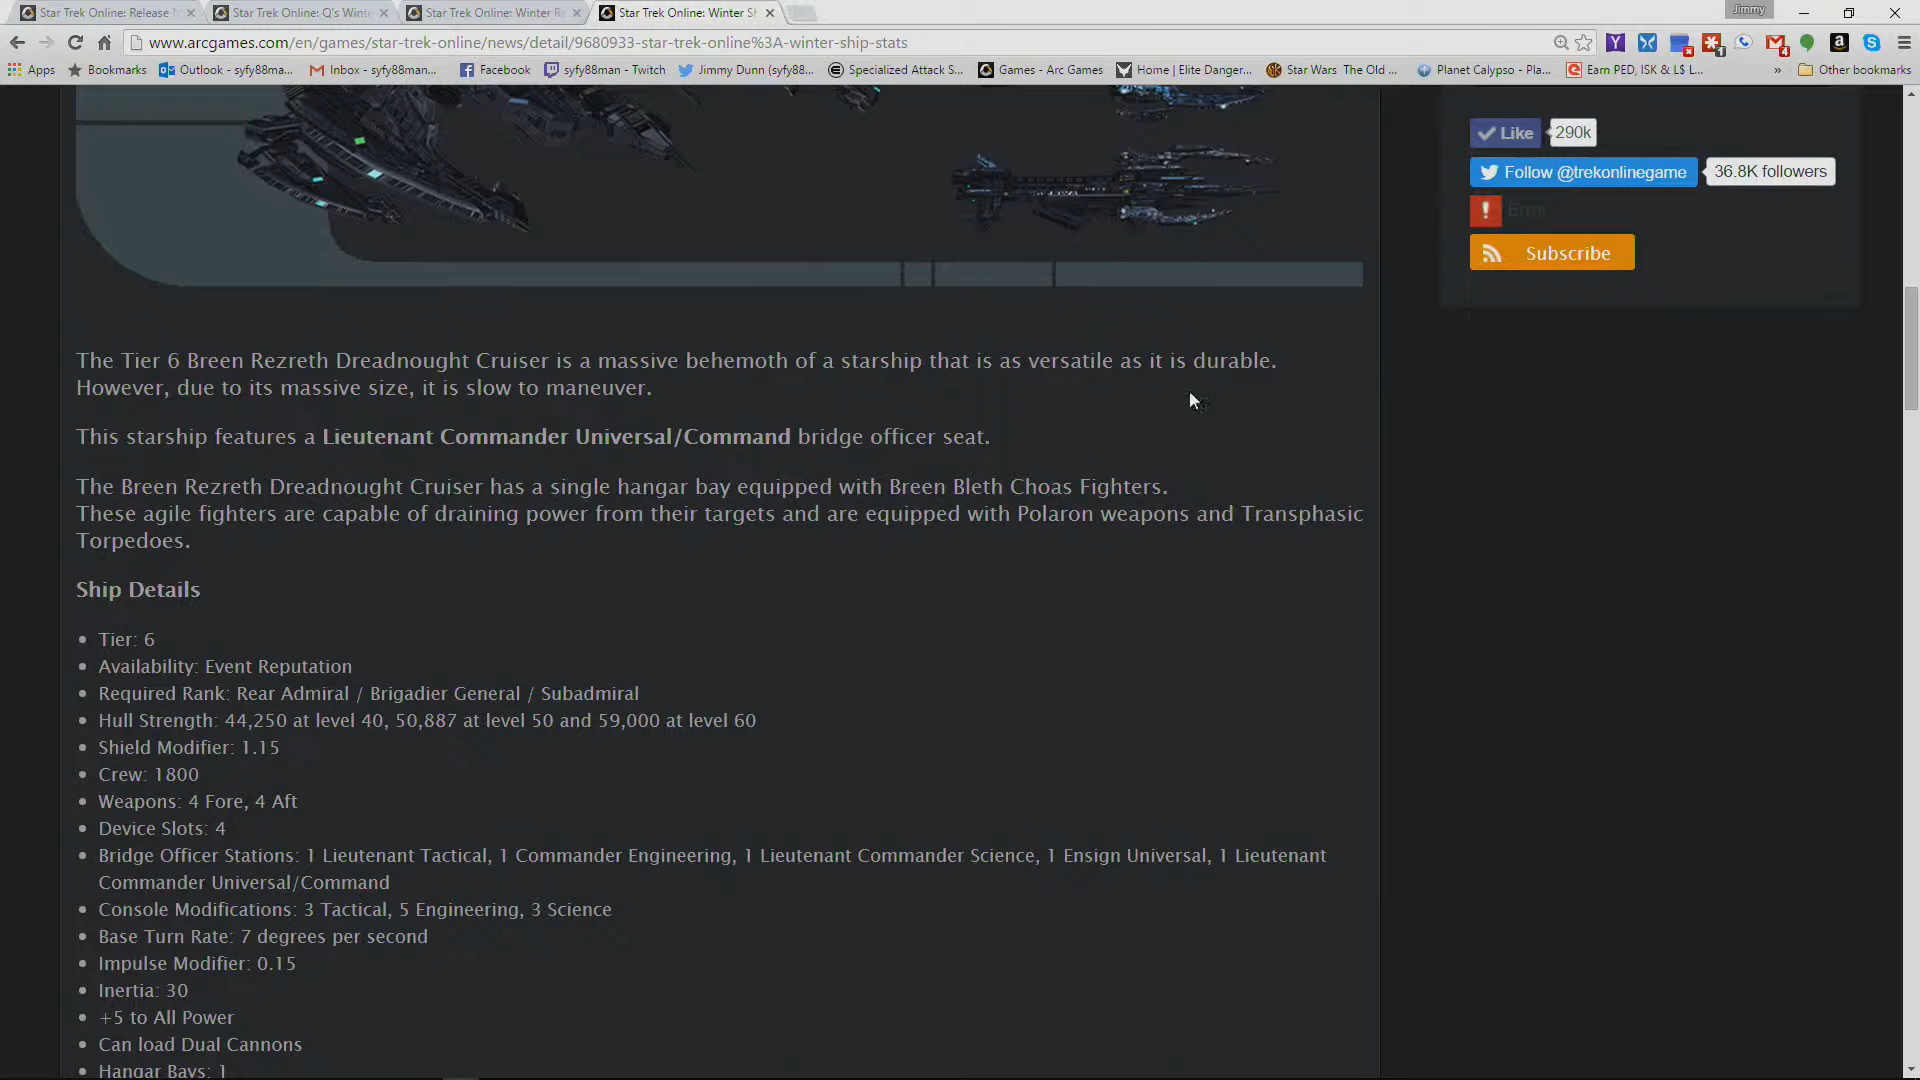 Star Trek Online: Release
Star Trek Online: Q's Winte
Star Trek Online: Winter Ra
Star Trek Online: Winter Sh
Jimmy
www.arcgames.com/en/games/star-trek-online/news/detail/9680933-star-trek-online%3A-winter-ship-stats
Apps
Bookmarks
Outlook - syfy88man...
Inbox - syfy88man...
Facebook
syfy88man - Twitch
Jimmy Dunn (syfy88...
Specialized Attack S...
Games - Arc Games
Home | Elite Danger...
Star Wars The Old ...
Planet Calypso - Pla...
Earn PED, ISK & L$ L...
»
Other bookmarks
Like 290k
Follow @trekonlinegame 36.8K followers
Error
Subscribe
The Tier 6 Breen Rezreth Dreadnought Cruiser is a massive behemoth of a starship that is as versatile as it is durable.
However, due to its massive size, it is slow to maneuver.
This starship features a Lieutenant Commander Universal/Command bridge officer seat.
The Breen Rezreth Dreadnought Cruiser has a single hangar bay equipped with Breen Bleth Choas Fighters.
These agile fighters are capable of draining power from their targets and are equipped with Polaron weapons and Transphasic
Torpedoes.
Ship Details
• Tier: 6
• Availability: Event Reputation
• Required Rank: Rear Admiral / Brigadier General / Subadmiral
• Hull Strength: 44,250 at level 40, 50,887 at level 50 and 59,000 at level 60
• Shield Modifier: 1.15
• Crew: 1800
• Weapons: 4 Fore, 4 Aft
• Device Slots: 4
• Bridge Officer Stations: 1 Lieutenant Tactical, 1 Commander Engineering, 1 Lieutenant Commander Science, 1 Ensign Universal, 1 Lieutenant
Commander Universal/Command
• Console Modifications: 3 Tactical, 5 Engineering, 3 Science
• Base Turn Rate: 7 degrees per second
• Impulse Modifier: 0.15
• Inertia: 30
• +5 to All Power
• Can load Dual Cannons
• Hangar Bays: 1